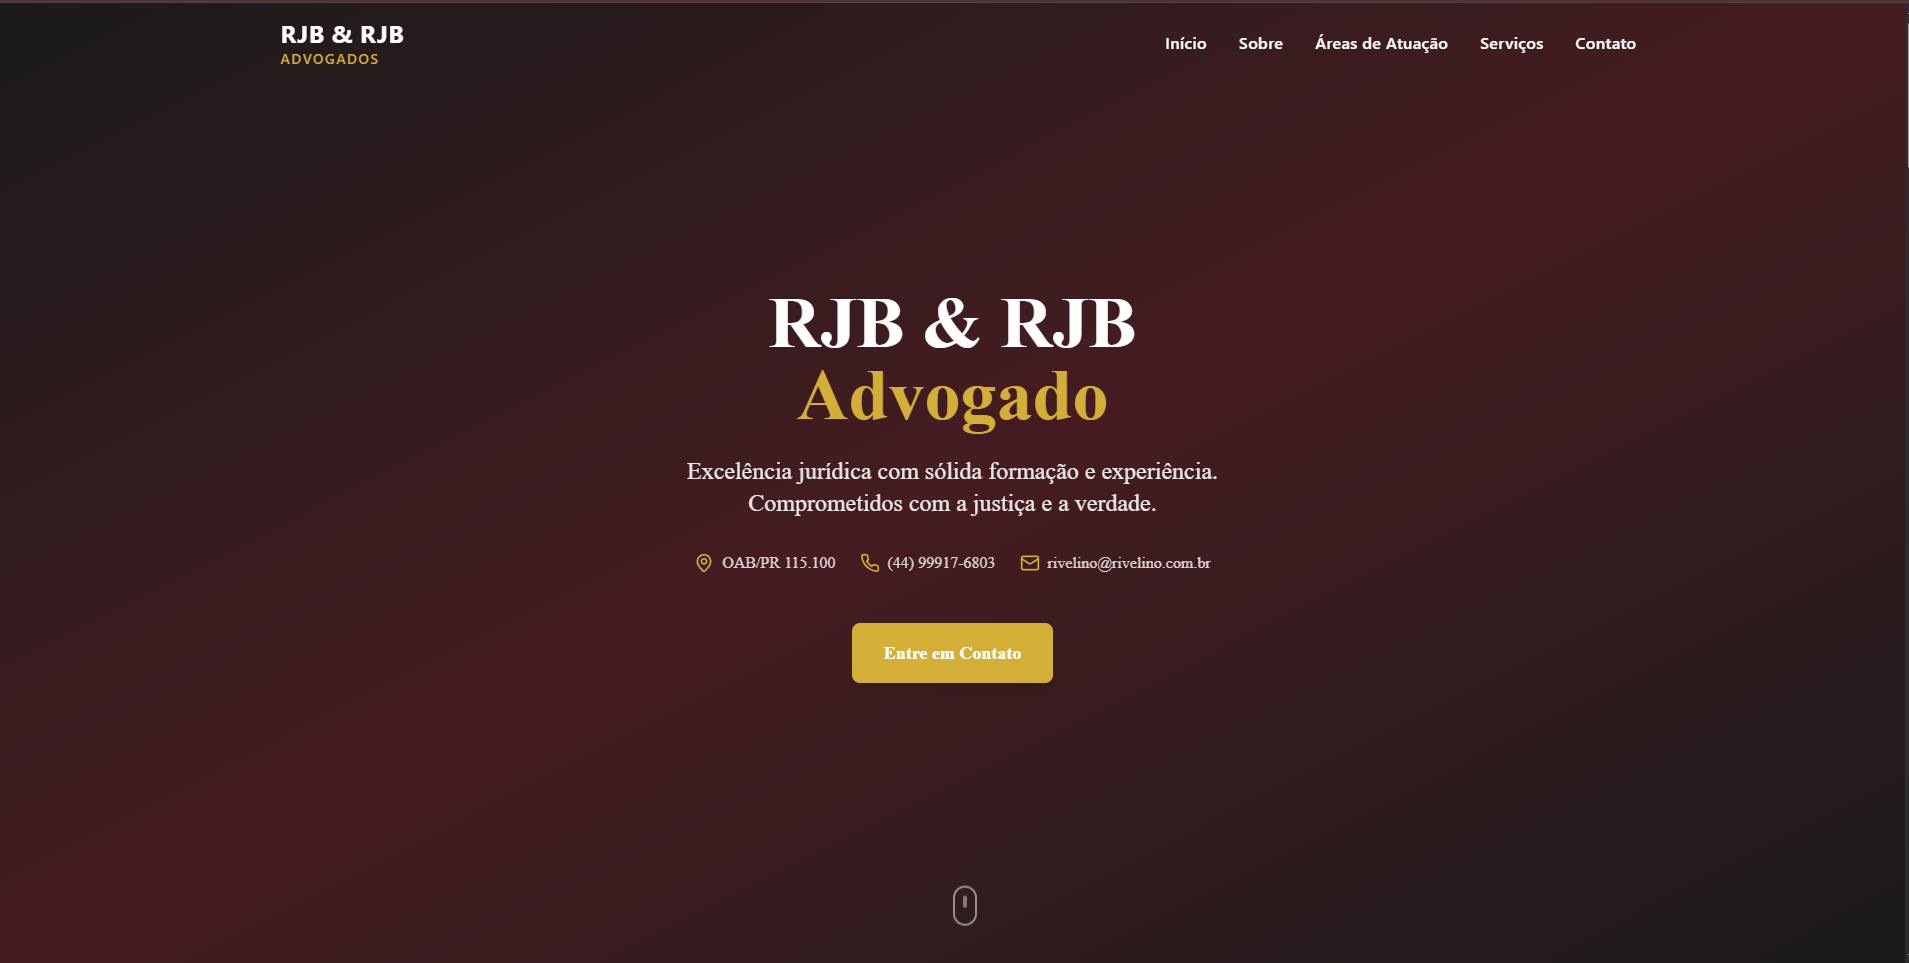 RJB & RJB
ADVOGADOS
Início Sobre Áreas de Atuação Serviços Contato
RJB & RJB
Advogado
Excelência jurídica com sólida formação e experiência.
Comprometidos com a justiça e a verdade.
OAB/PR 115.100 (44) 99917-6803 rivelino@rivelino.com.br
Entre em Contato